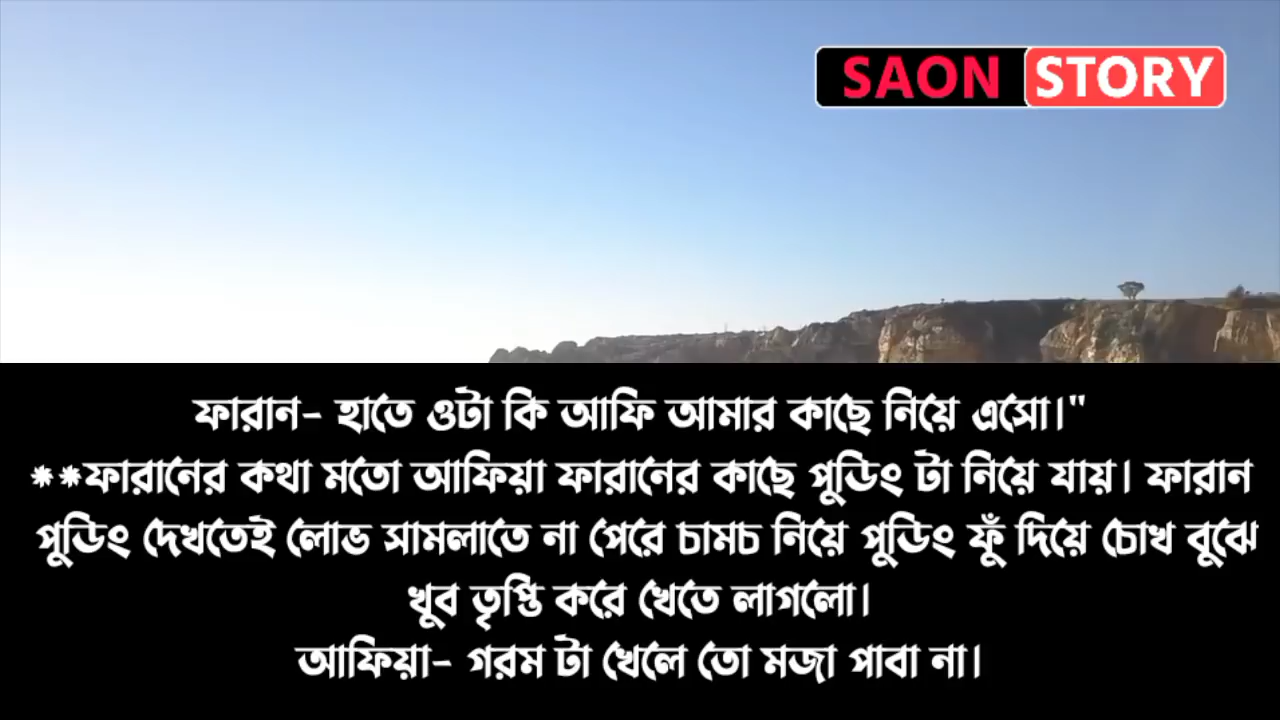 SAON STORY
ফারান- হাতে ওটা কি আফি আমার কাছে নিয়ে এসো।"
**ফারানের কথা মতো আফিয়া ফারানের কাছে পুডিং টা নিয়ে যায়। ফারান
পুডিং দেখতেই লোভ সামলাতে না পেরে চামচ নিয়ে পুডিং ফুঁ দিয়ে চোখ বুঝে
খুব তৃপ্তি করে খেতে লাগলো।
আফিয়া- গরম টা খেলে তো মজা পাবা না।